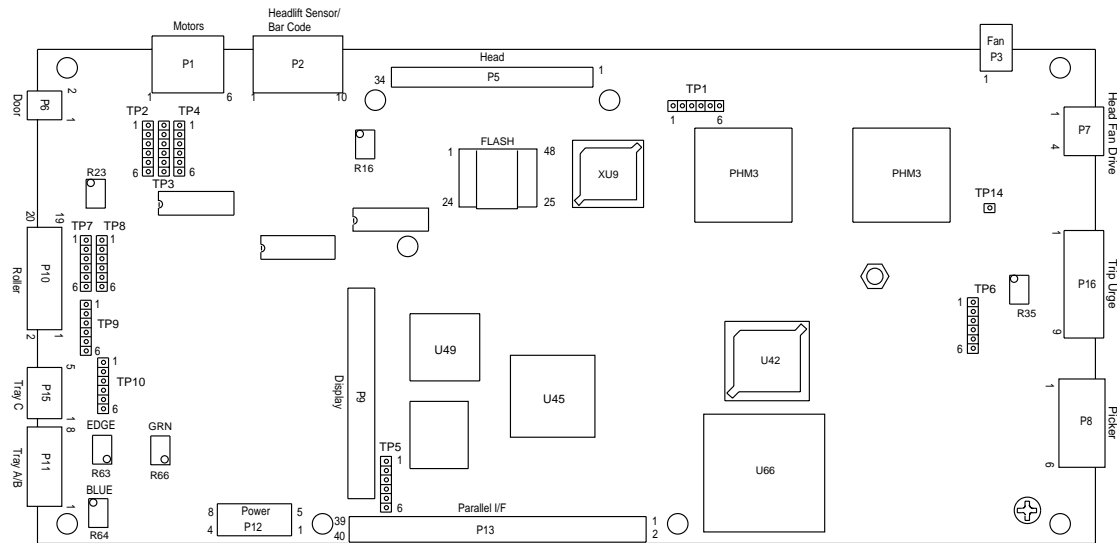 Motors
Headlift Sensor/
Bar Code
P1
P2
1
6
1
10
Head
34
P5
1
Fan
P3
1
Door
P6
2
1
TP2
TP4
1
6
TP3
R23
R16
FLASH
1
48
24
25
XU9
TP1
1
6
PHM3
PHM3
1
P7
4
Head Fan Drive
TP14
20
19
P10
Roller
2
1
TP7
TP8
1
1
6
6
1
TP9
6
1
TP10
6
5
P15
Tray C
1
8
P11
Tray A/B
1
EDGE
R63
GRN
R66
BLUE
R64
P9
Display
U49
U45
TP5
1
6
U42
U66
TP6
1
6
R35
1
P16
Trip Urge
9
1
P8
Picker
6
8
Power
5
4
P12
1
Parallel I/F
39
40
P13
1
2